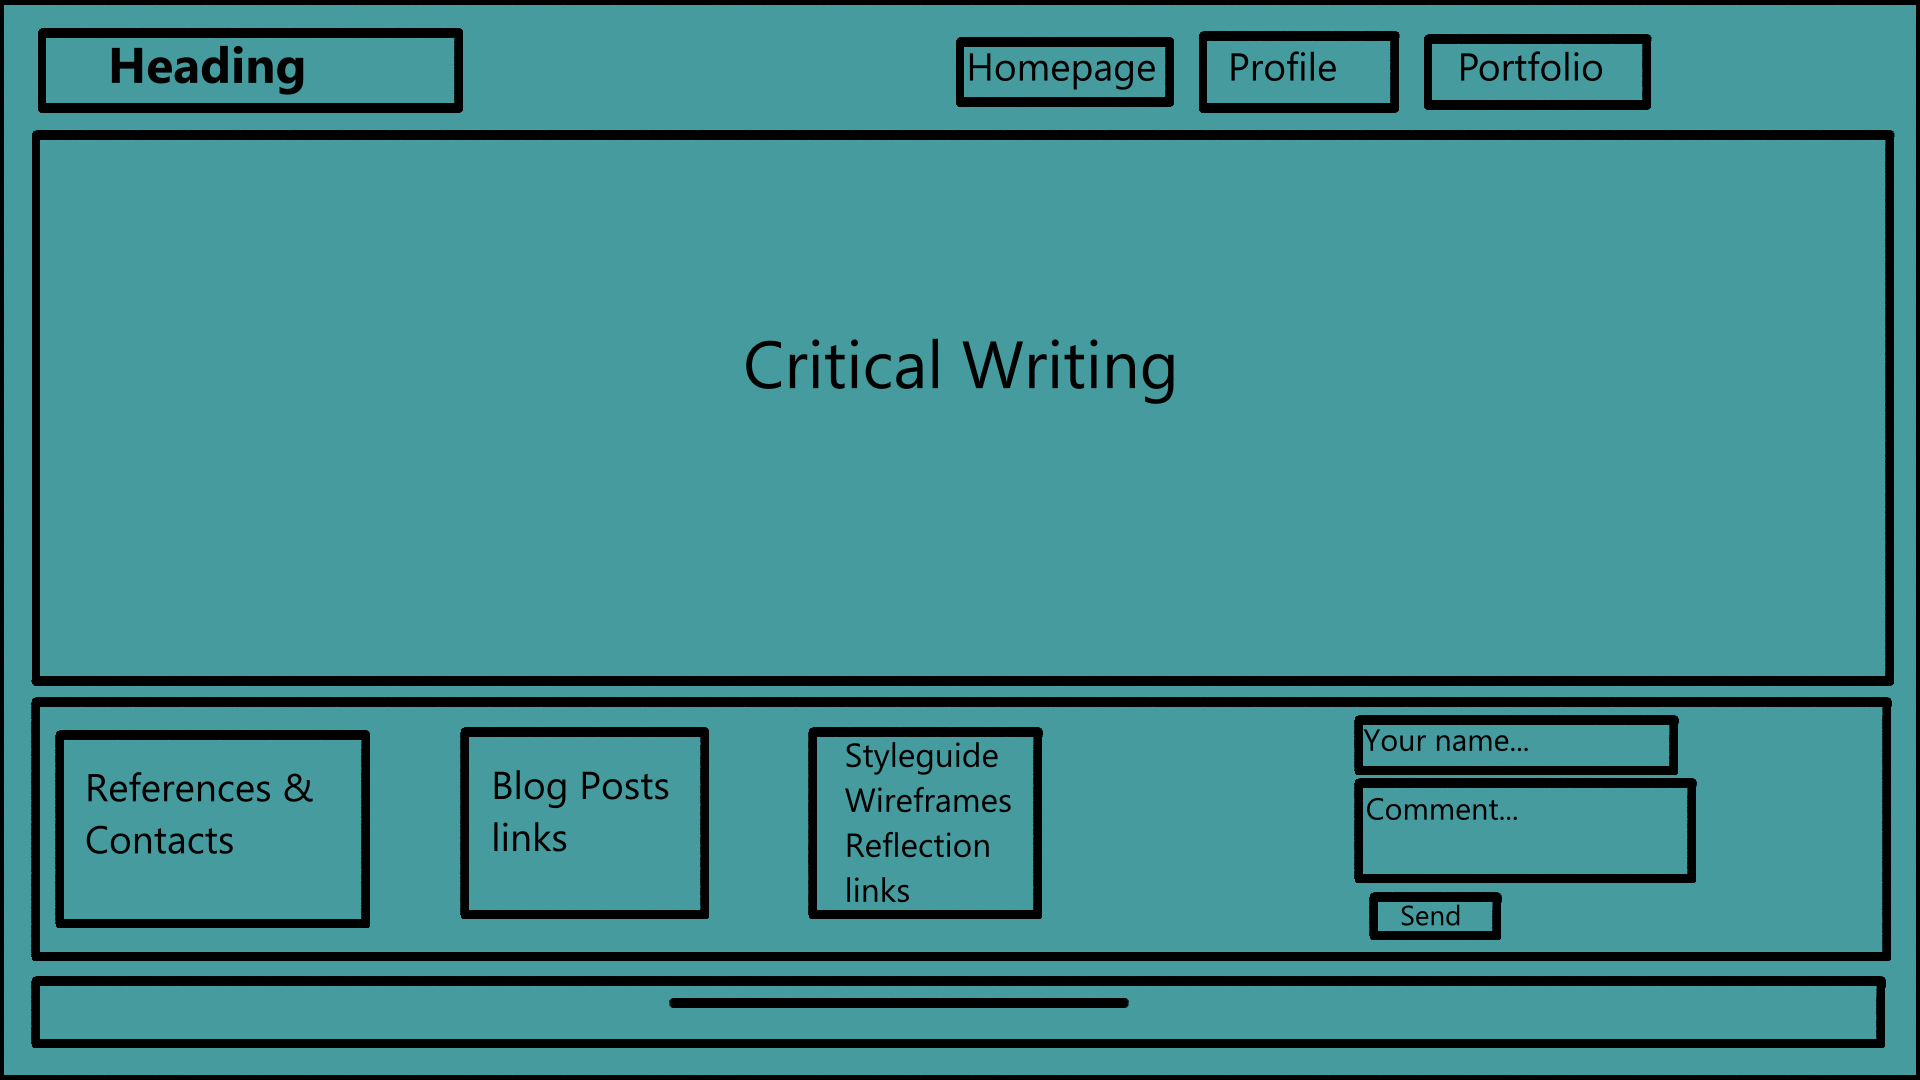 Heading
Homepage
Profile
Portfolio
Critical Writing
References &
Contacts
Blog Posts
links
Styleguide
Wireframes
Reflection
links
Your name...
Comment...
Send